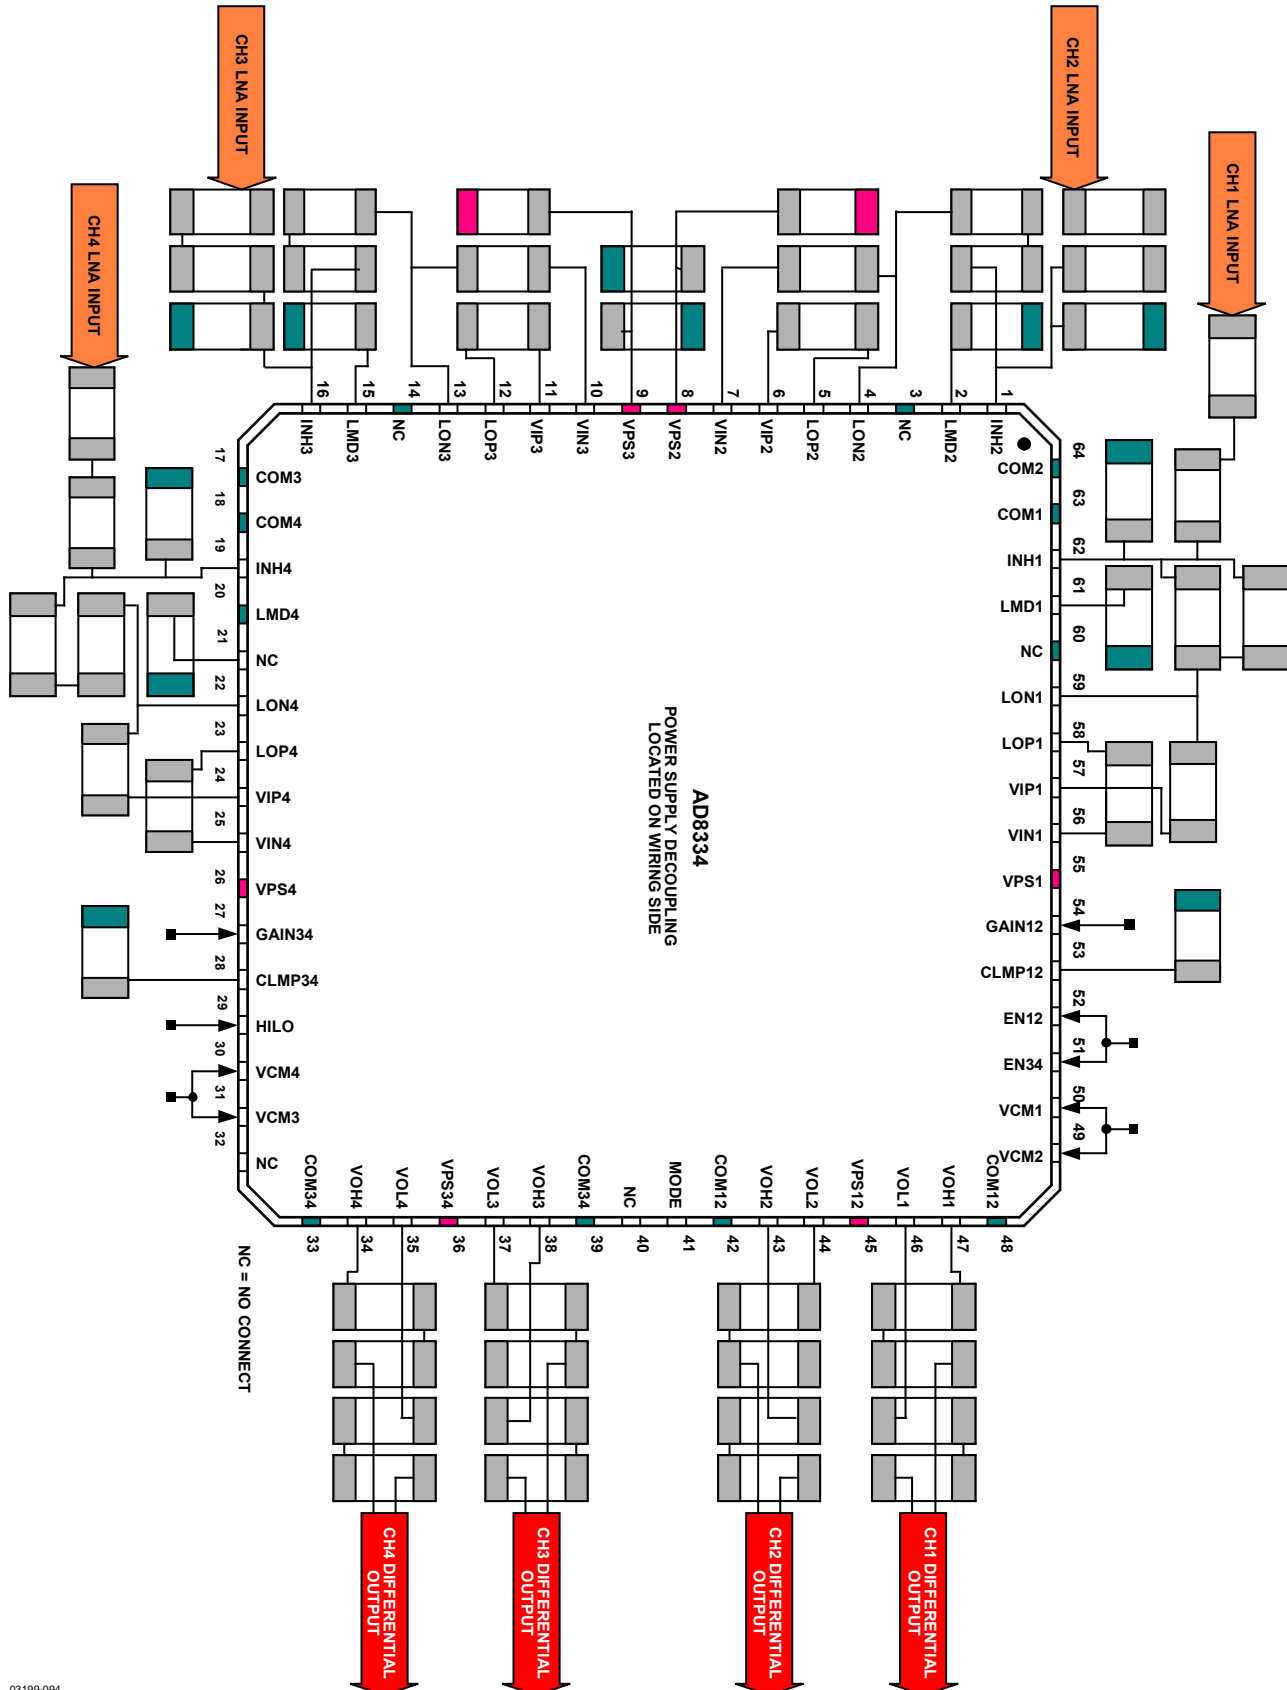 CH3 LNA INPUT
CH2 LNA INPUT
CH1 LNA INPUT
CH4 LNA INPUT
16
15
14
13
12
11
10
9
8
7
6
5
4
3
2
1
INH3
LMD3
NC
LON3
LOP3
VIP3
VIN3
VPS3
VPS2
VIN2
VIP2
LOP2
LON2
NC
LMD2
INH2
17
COM3
18
COM4
19
INH4
20
LMD4
21
NC
22
LON4
23
LOP4
24
VIP4
25
VIN4
26
VPS4
27
GAIN34
28
CLMP34
29
HILO
30
VCM4
31
VCM3
32
NC
64
COM2
63
COM1
62
INH1
61
LMD1
60
NC
59
LON1
58
LOP1
57
VIP1
56
VIN1
55
VPS1
54
GAIN12
53
CLMP12
52
EN12
51
EN34
50
VCM1
49
VCM2
AD8334
POWER SUPPLY DECOUPLING
LOCATED ON WIRING SIDE
COM34
VOH4
VOL4
VPS34
VOL3
VOH3
COM34
NC
MODE
COM12
VOH2
VOL2
VPS12
VOL1
VOH1
COM12
33
34
35
36
37
38
39
40
41
42
43
44
45
46
47
48
NC = NO CONNECT
CH4 DIFFERENTIAL
OUTPUT
CH3 DIFFERENTIAL
OUTPUT
CH2 DIFFERENTIAL
OUTPUT
CH1 DIFFERENTIAL
OUTPUT
03199-094